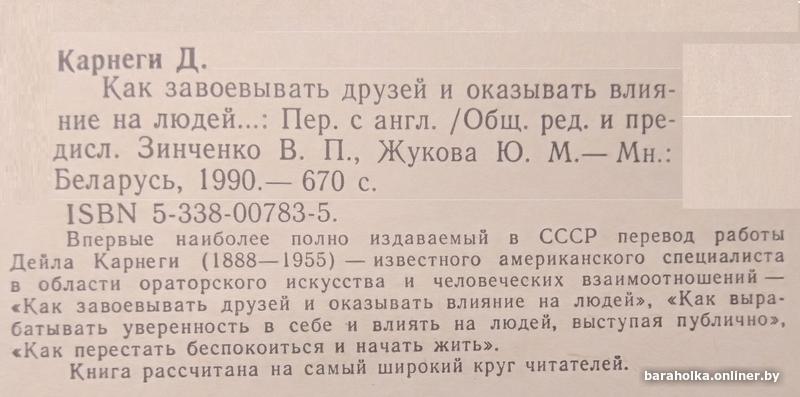 Карнеги Д.
Как завоевывать друзей и оказывать влия-
ние на людей...: Пер. с англ. /Общ. ред. и пре-
дисл. Зинченко В. П., Жукова Ю. М.— Мн.:
Беларусь, 1990.— 670 с.
ISBN 5-338-00783-5.
Впервые наиболее полно издаваемый в СССР перевод работы
Дейла Карнеги (1888—1955) — известного американского специалиста
в области ораторского искусства и человеческих взаимоотношений —
«Как завоевывать друзей и оказывать влияние на людей», «Как выра-
батывать уверенность в себе и влиять на людей, выступая публично»,
«Как перестать беспокоиться и начать жить».
Книга рассчитана на самый широкий круг читателей.
baraholka.onliner.by